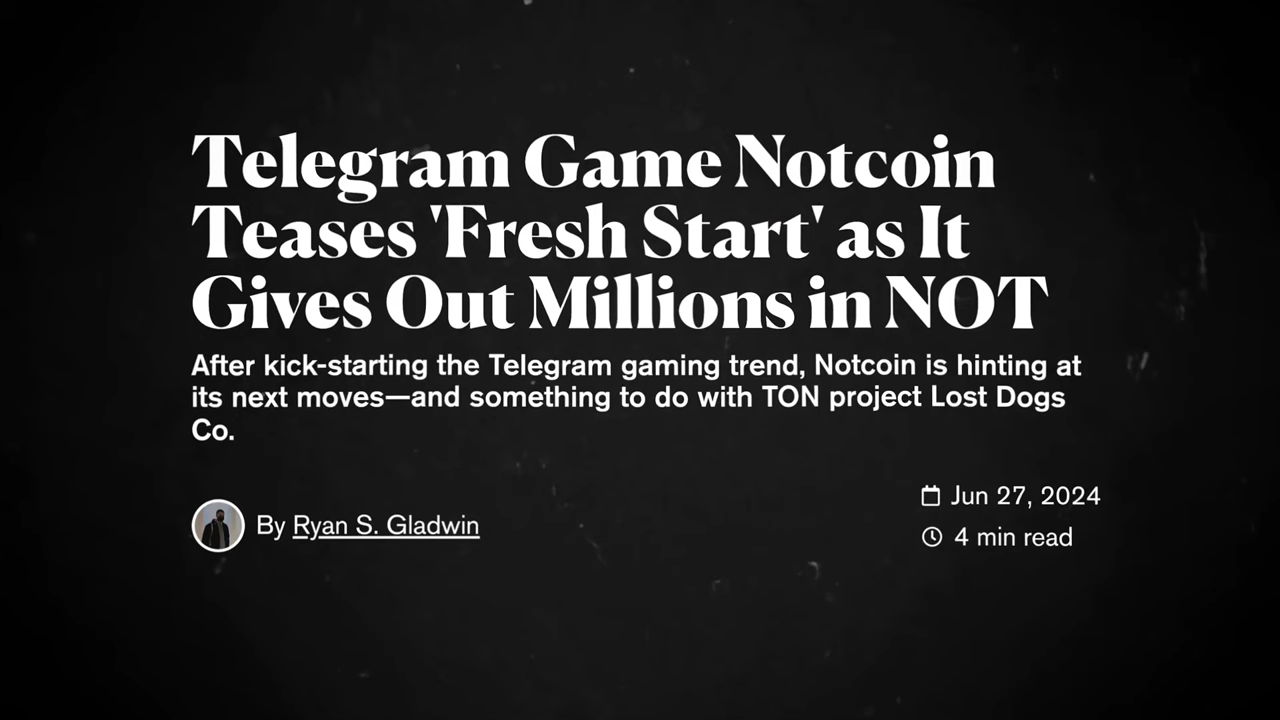 Telegram Game Notcoin
Teases 'Fresh Start' as It
Gives Out Millions in NOT
After kick-starting the Telegram gaming trend, Notcoin is hinting at
its next moves—and something to do with TON project Lost Dogs
Co.
By Ryan S. Gladwin
Jun 27, 2024
4 min read